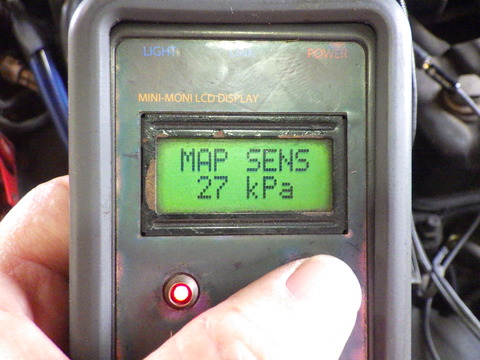 LIGHT POWER
MINI-MONI LCD DISPLAY
MAP SENS
27 kPa